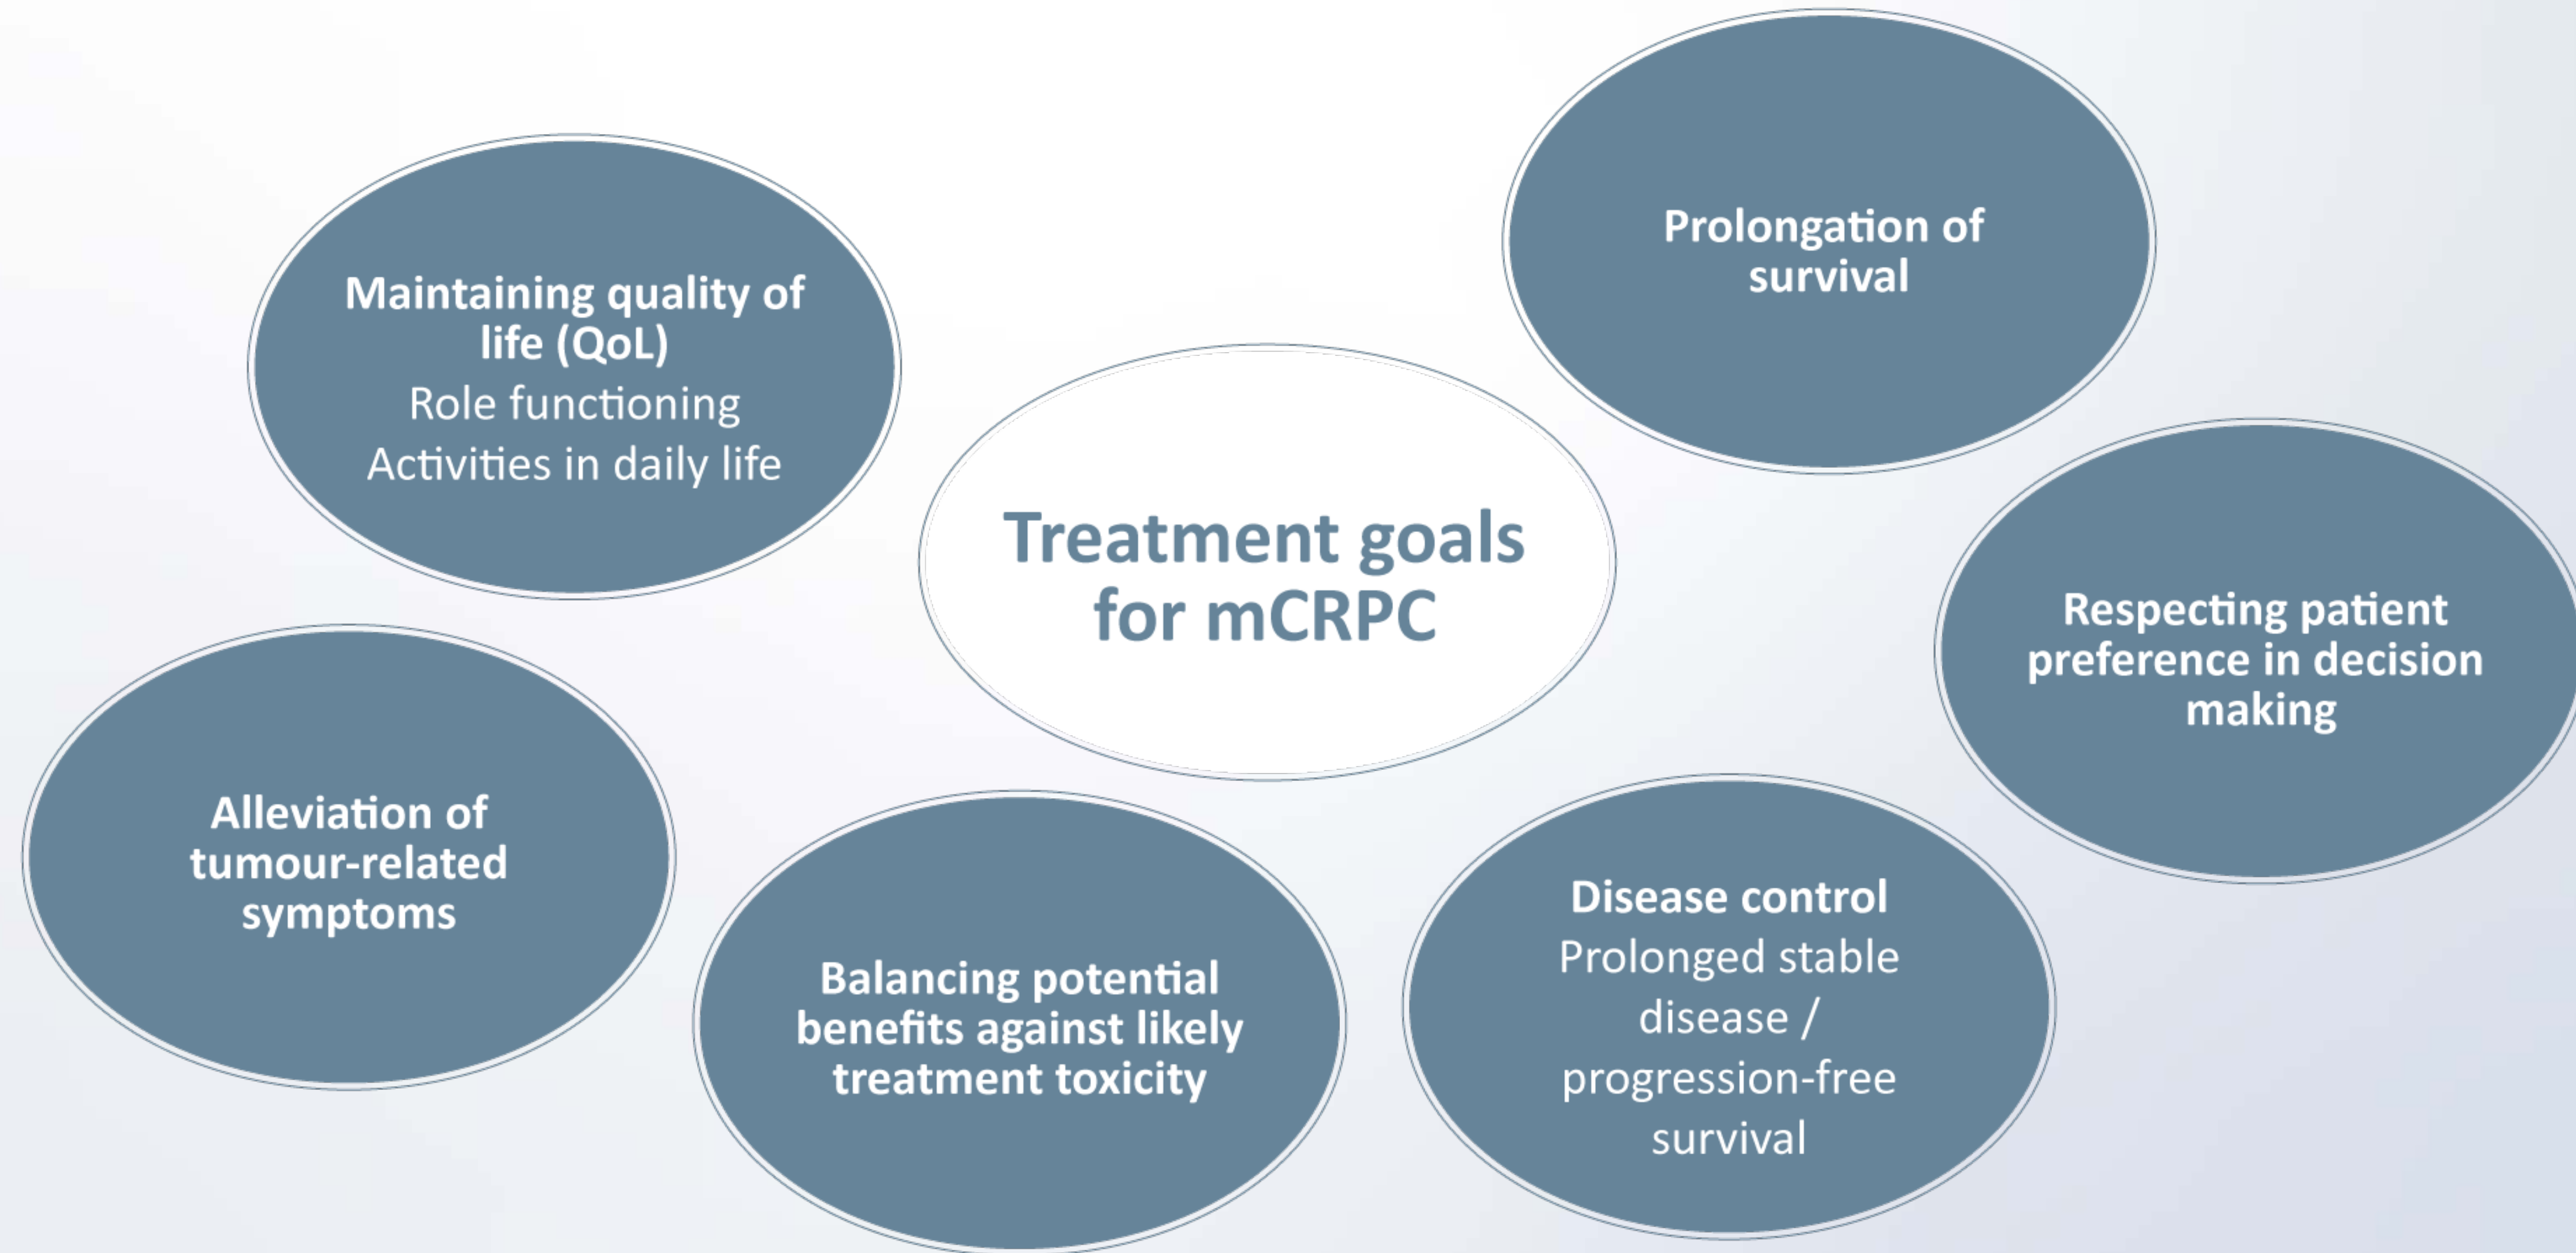 Maintaining quality of
life (QoL)
Role functioning
Activities in daily life
Prolongation of
survival
Treatment goals
for mCRPC
Respecting patient
preference in decision
making
Alleviation of
tumour-related
symptoms
Balancing potential
benefits against likely
treatment toxicity
Disease control
Prolonged stable
disease /
progression-free
survival